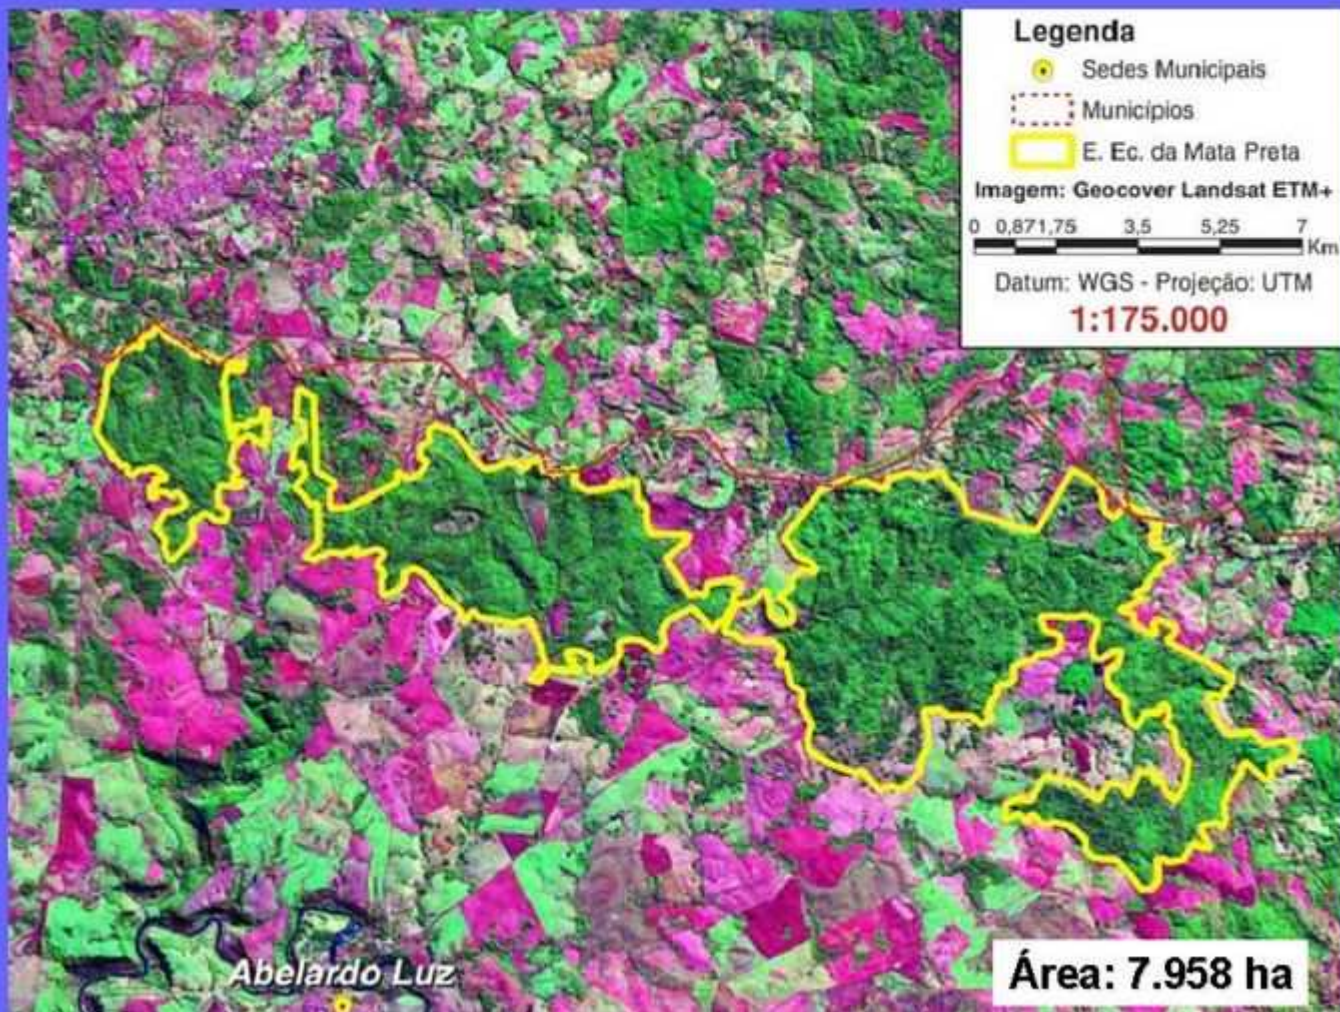 Legenda
Sedes Municipais
Municípios
E. Ec. da Mata Preta
Imagem: Geocover Landsat ETM+
0 0,871,75 3,5 5,25 7
Km
Datum: WGS - Projeção: UTM
1:175.000
Abelardo Luz
Área: 7.958 ha